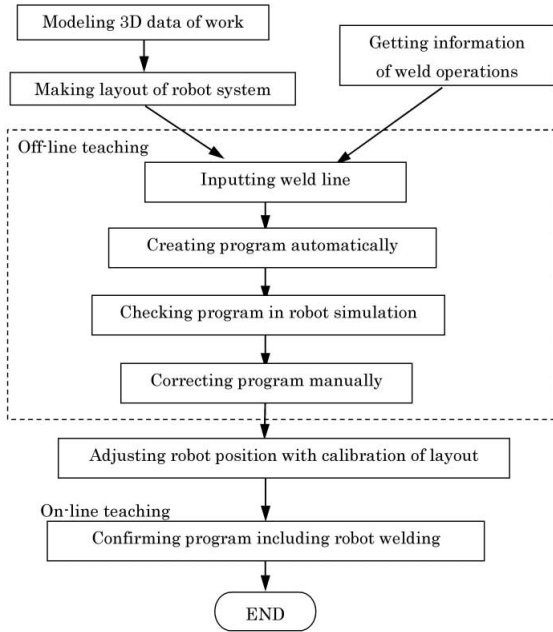 Modeling 3D data of work
Getting information
of weld operations
Making layout of robot system
Off-line teaching
Inputting weld line
Creating program automatically
Checking program in robot simulation
Correcting program manually
Adjusting robot position with calibration of layout
On-line teaching
Confirming program including robot welding
END